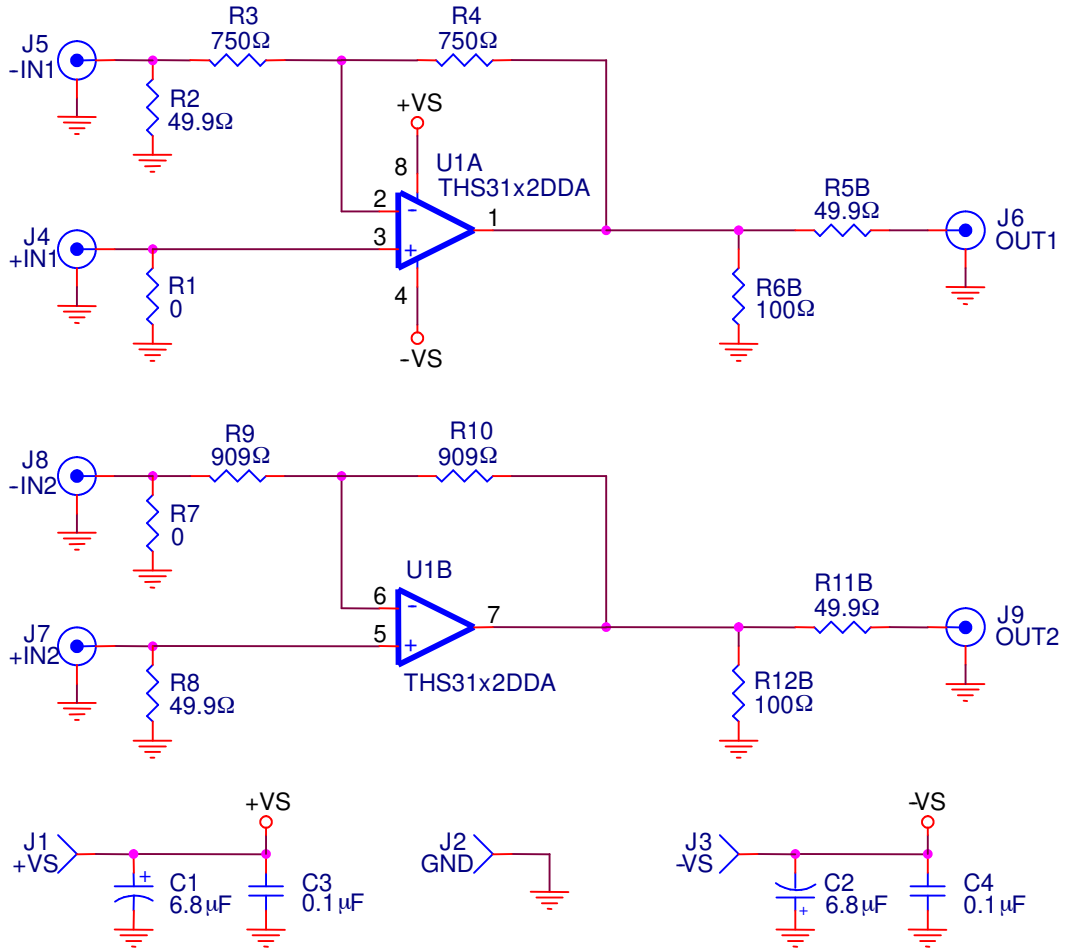 J5
-IN1
R3
750Ω
R4
750Ω
R2
49.9Ω
+VS
8
U1A
THS31x2DDA
2
-
1
3
+
4
-VS
J4
+IN1
R1
0
R5B
49.9Ω
J6
OUT1
R6B
100Ω
J8
-IN2
R9
909Ω
R10
909Ω
R7
0
U1B
6
-
7
5
+
THS31x2DDA
J7
+IN2
R8
49.9Ω
R11B
49.9Ω
J9
OUT2
R12B
100Ω
J1
+VS
+VS
+
C1
6.8μF
C3
0.1μF
J2
GND
J3
-VS
-VS
C2
6.8μF
+
C4
0.1μF